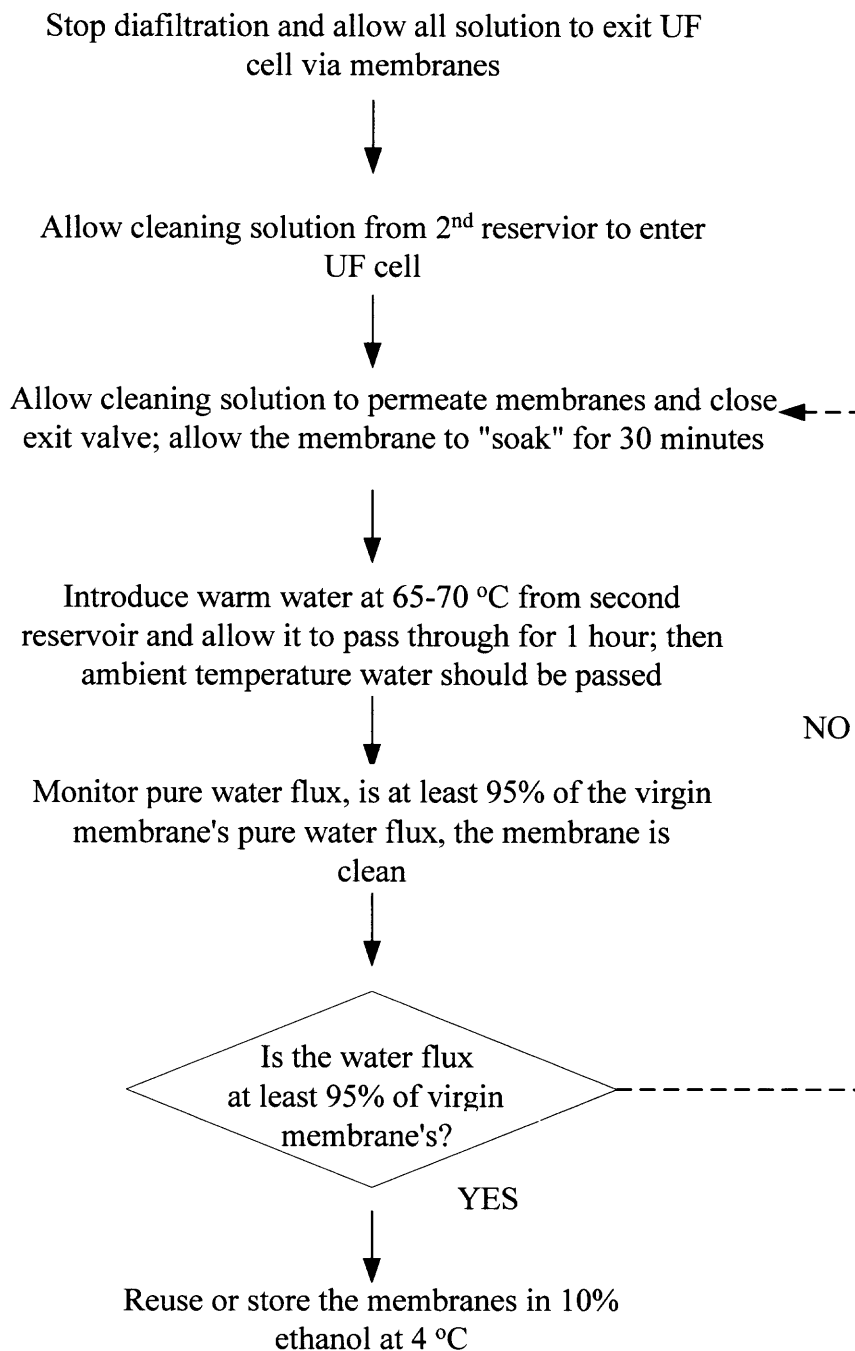 Stop diafiltration and allow all solution to exit UF
cell via membranes
Allow cleaning solution from 2nd reservior to enter
UF cell
Allow cleaning solution to permeate membranes and close
exit valve; allow the membrane to "soak" for 30 minutes
Introduce warm water at 65-70 °C from second
reservoir and allow it to pass through for 1 hour; then
ambient temperature water should be passed
NO
Monitor pure water flux, is at least 95% of the virgin
membrane's pure water flux, the membrane is
clean
Is the water flux
at least 95% of virgin
membrane's?
YES
Reuse or store the membranes in 10%
ethanol at 4 °C